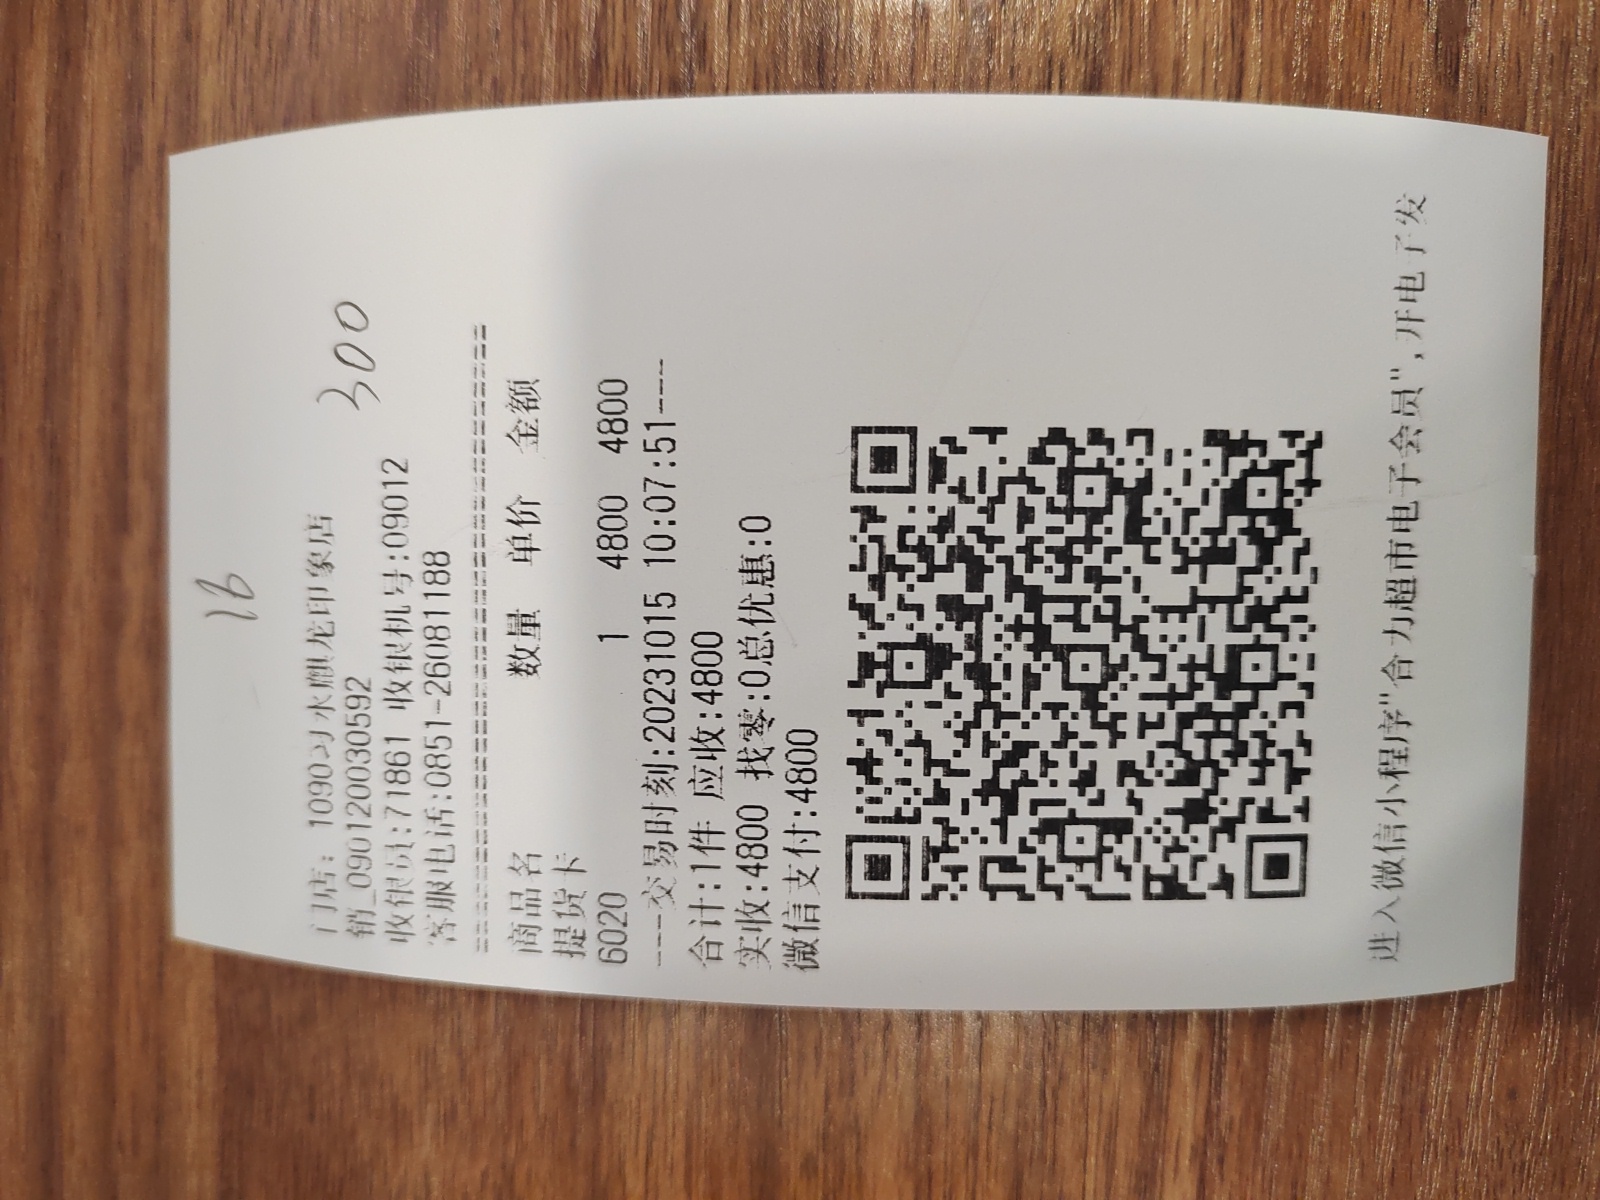 16
300
门店: 1090习水麒龙印象店
销_090120030592
收银员:71861 收银机号:09012
客服电话:0851-26081188
商品名 数量 单价 金额
提货卡
6020 1 4800 4800
----交易时刻:20231015 10:07:51---
合计:1件 应收:4800
实收:4800 找零:0总优惠:0
微信支付:4800
进入微信小程序"合力超市电子会员",开电子发